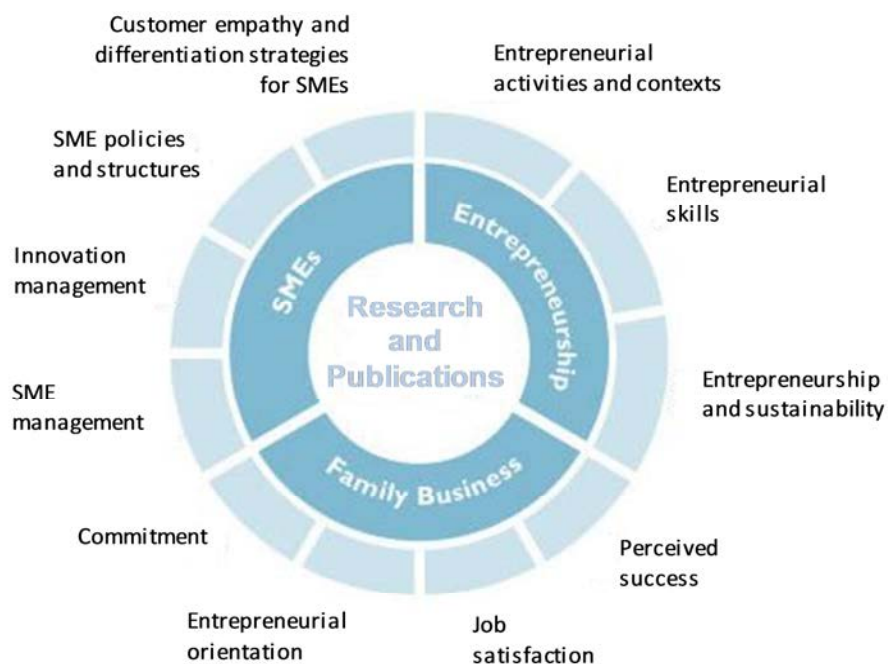 Customer empathy and
differentiation strategies
for SMEs
Entrepreneurial
activities and contexts
SME policies
and structures
Entrepreneurial
skills
Innovation
management
SME
management
Entrepreneurship
and sustainability
Commitment
Perceived
success
Entrepreneurial
orientation
Job
satisfaction
SMEs
Entrepreneurship
Family Business
Research
and
Publications